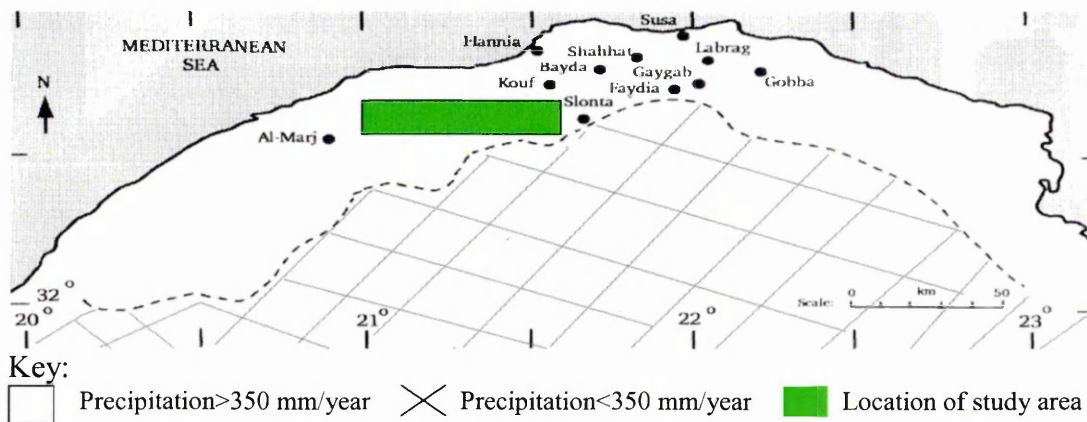 Susa
MEDITERRANEAN
SEA
Hannia
Shahhat
Labrag
Bayda
Gaygab
Gobba
N
Kouf
Faydia
Slonta
Al-Marj
32°
Scale: 0 km 50
20°
21°
22°
23°
Key:
Precipitation>350 mm/year
Precipitation<350 mm/year
Location of study area